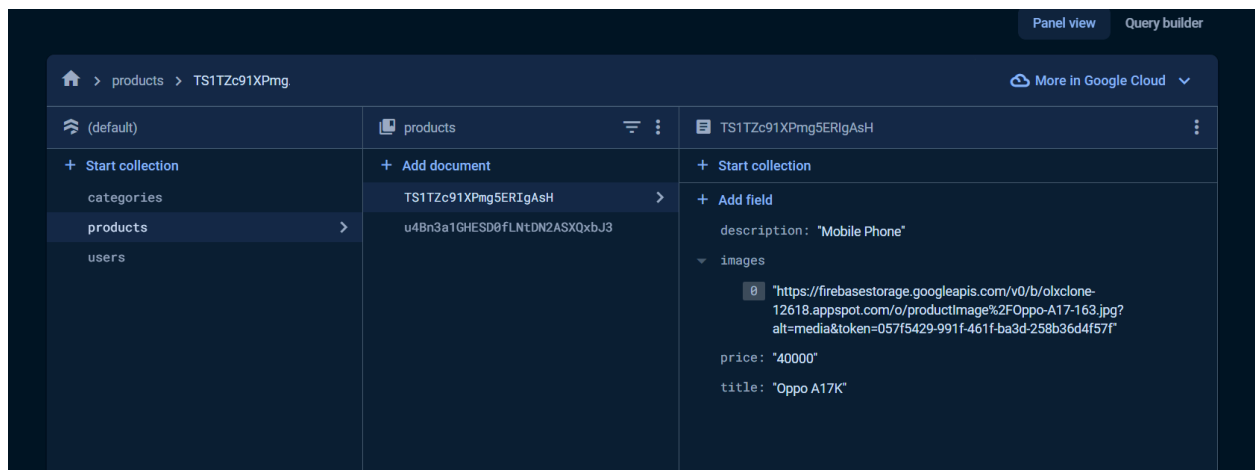 Panel view
Query builder
products
TS1TZc91XPmg.
More in Google Cloud
(default)
products
TS1TZc91XPmg5ERIgAsH
+ Start collection
+ Add document
+ Start collection
categories
TS1TZc91XPmg5ERIgAsH
+ Add field
products
u4Bn3a1GHESD0fLNtDN2ASXQxbJ3
description: "Mobile Phone"
users
images
0 "https://firebasestorage.googleapis.com/v0/b/olxclone-
12618.appspot.com/o/productImage%2FOppo-A17-163.jpg?
alt=media&token=057f5429-991f-461f-ba3d-258b36d4f57f"
price: "40000"
title: "Oppo A17K"